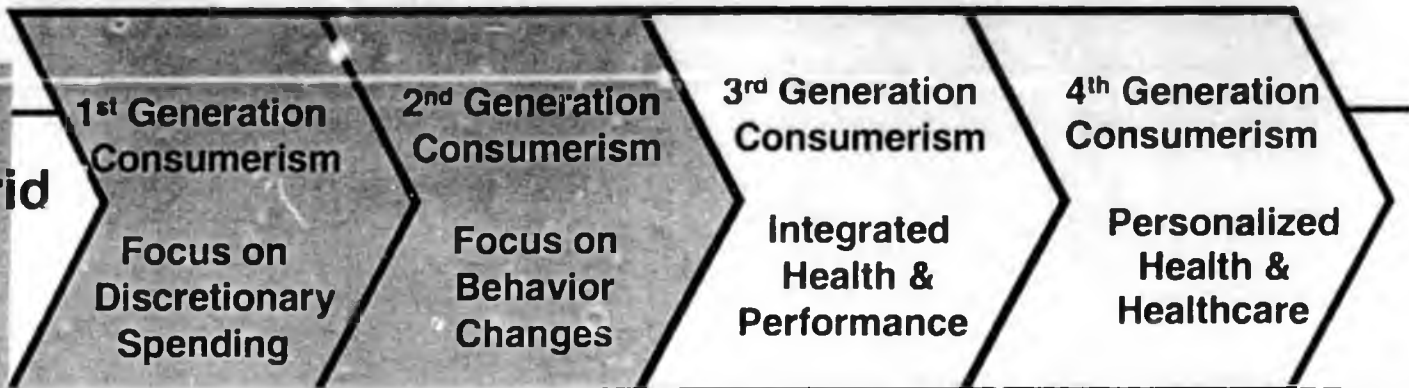 rid
1st Generation
Consumerism
Focus on
Discretionary
Spending
2nd Generation
Consumerism
Focus on
Behavior
Changes
3rd Generation
Consumerism
Integrated
Health &
Performance
4th Generation
Consumerism
Personalized
Health &
Healthcare